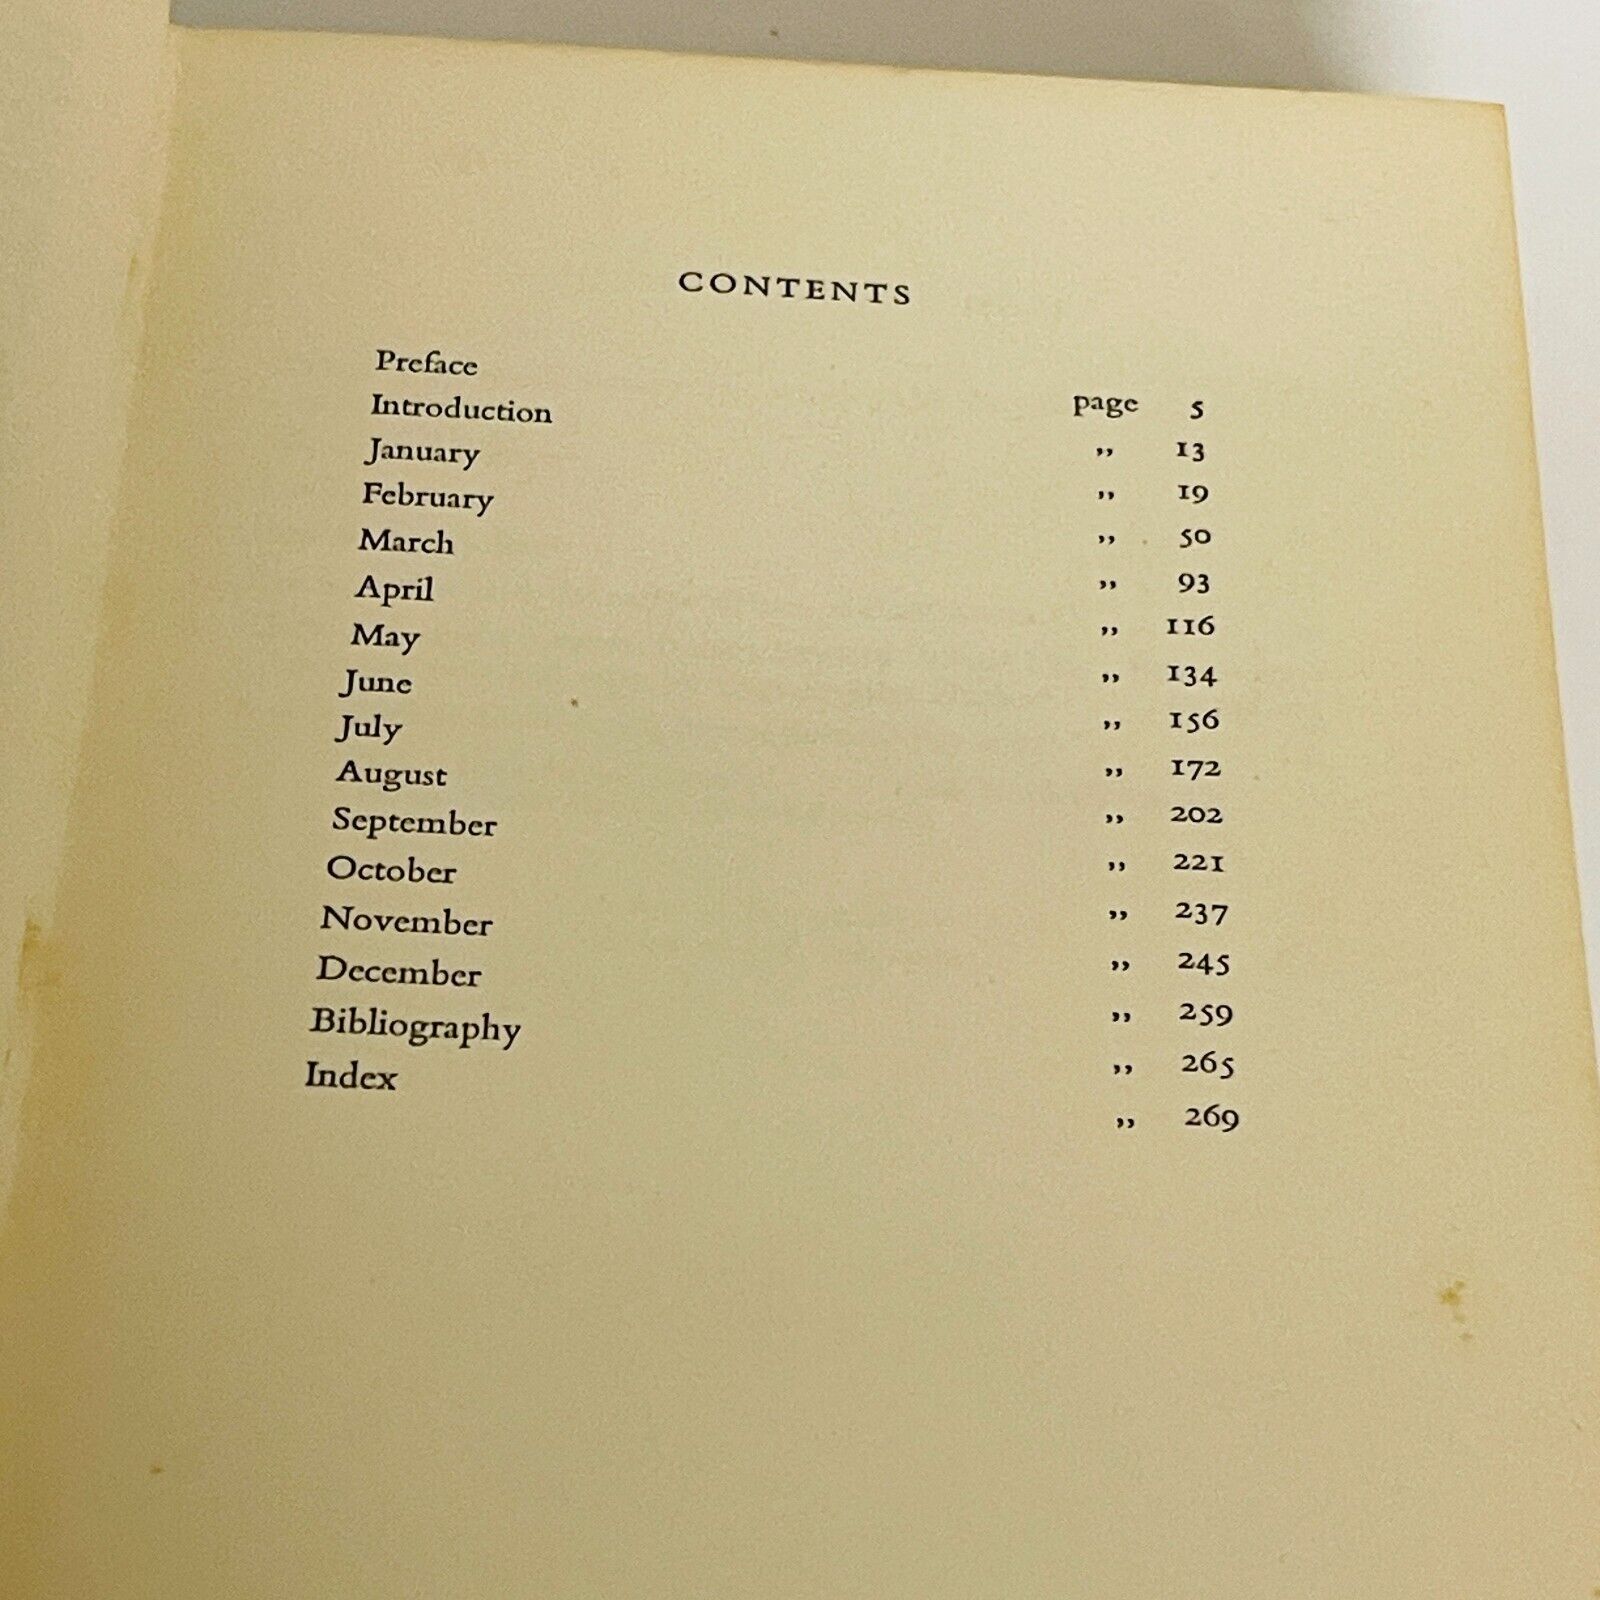 CONTENTS
Preface page 5
Introduction ,, 13
January ,, 19
February ,, 50
March ,, 93
April ,, 116
May ,, 134
June ,, 156
July ,, 172
August ,, 202
September ,, 221
October ,, 237
November ,, 245
December ,, 259
Bibliography ,, 265
Index ,, 269